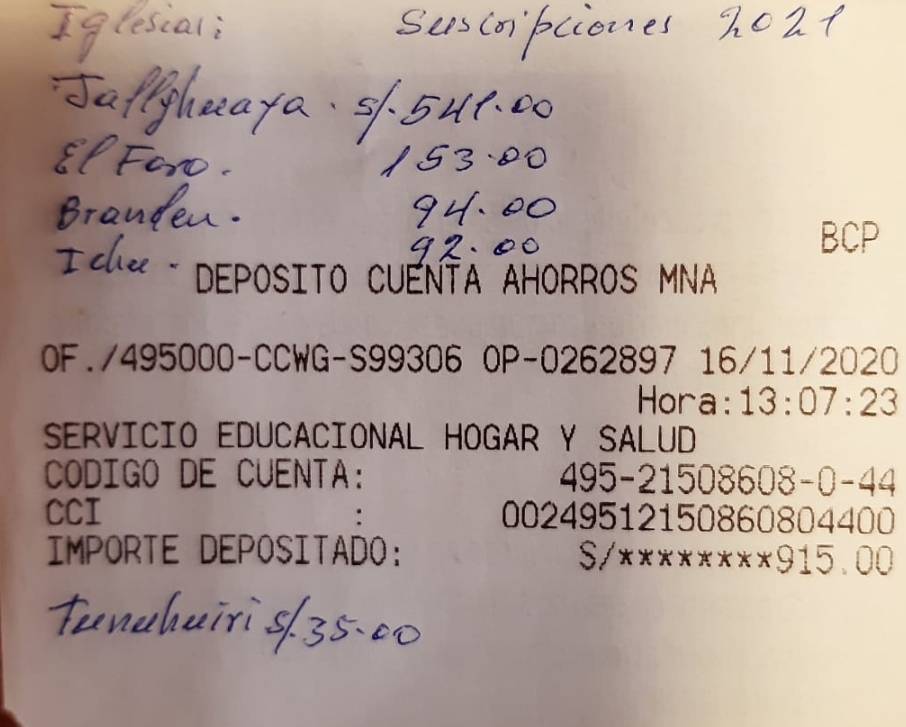 Iglesias: Suscripciones 2021
Jallyhuaya. s/. 541.00
El Faro. 153.00
Branden. 94.00
Ichu. 92.00
BCP
DEPOSITO CUENTA AHORROS MNA
OF./495000-CCWG-S99306 OP-0262897 16/11/2020
Hora:13:07:23
SERVICIO EDUCACIONAL HOGAR Y SALUD
CODIGO DE CUENTA: 495-21508608-0-44
CCI : 00249512150860804400
IMPORTE DEPOSITADO: S/********915.00
Tunuhuiri s/. 35.00